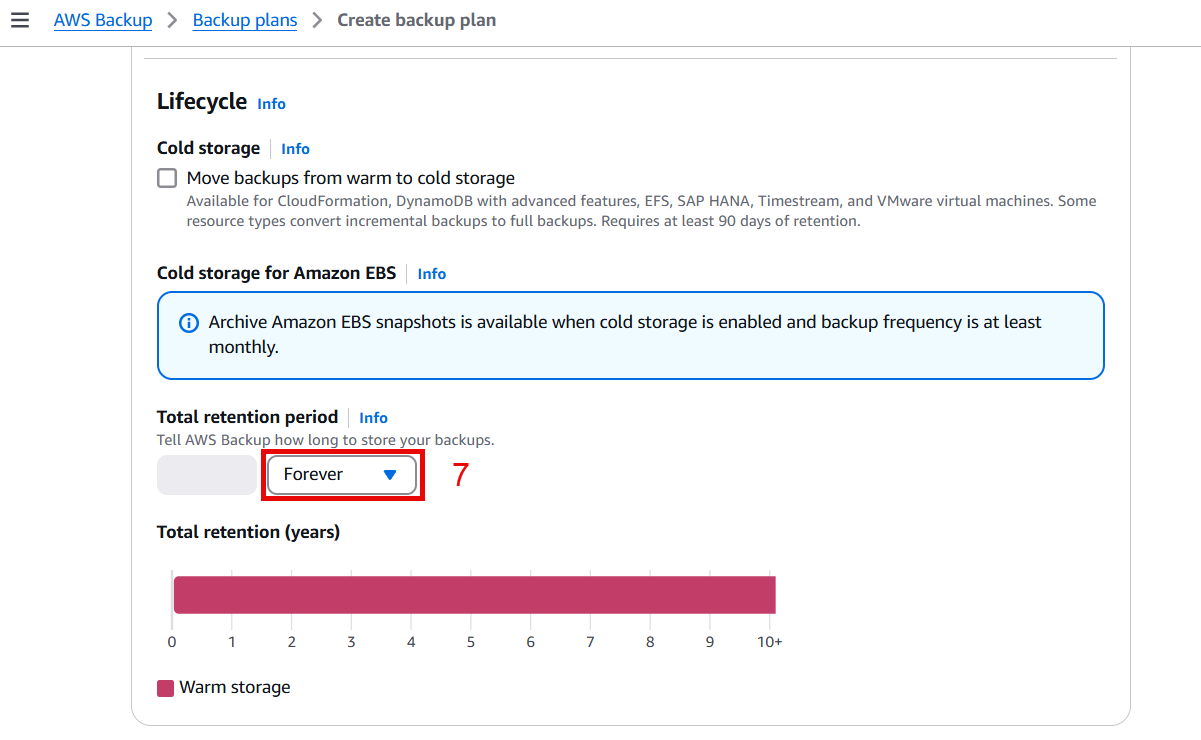 AWS Backup > Backup plans > Create backup plan
Lifecycle Info
Cold storage Info
Move backups from warm to cold storage
Available for CloudFormation, DynamoDB with advanced features, EFS, SAP HANA, Timestream, and VMware virtual machines. Some
resource types convert incremental backups to full backups. Requires at least 90 days of retention.
Cold storage for Amazon EBS Info
Archive Amazon EBS snapshots is available when cold storage is enabled and backup frequency is at least
monthly.
Total retention period Info
Tell AWS Backup how long to store your backups.
Forever 7
Total retention (years)
0 1 2 3 4 5 6 7 8 9 10+
Warm storage